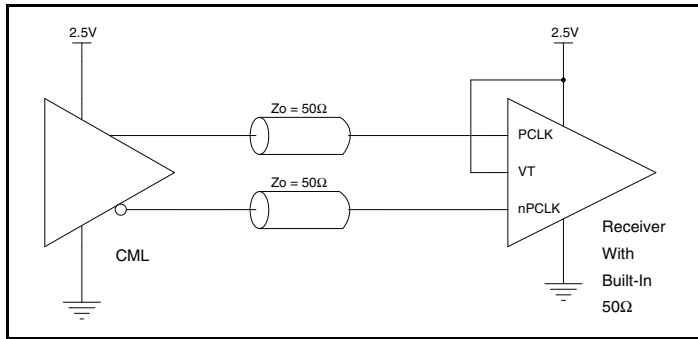 2.5V
2.5V
Zo = 50Ω
PCLK
VT
Zo = 50Ω
nPCLK
CML
Receiver
With
Built-In
50Ω